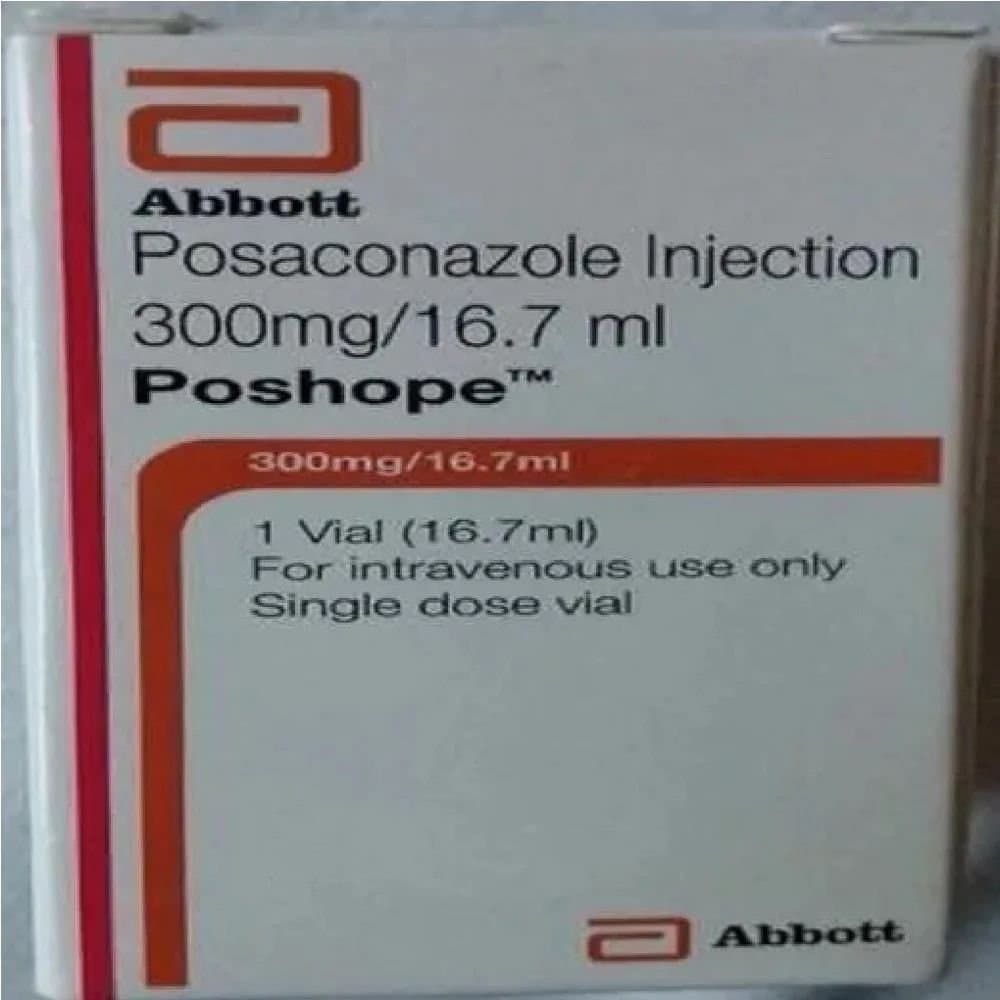 Abbott
Posaconazole Injection
300mg/16.7 ml
Poshope™
300mg/16.7ml
1 Vial (16.7ml)
For intravenous use only
Single dose vial
Abbott